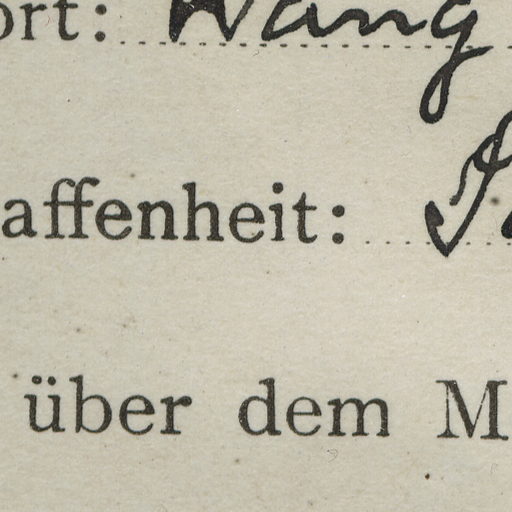 ort: Wang
affenheit:
über dem M